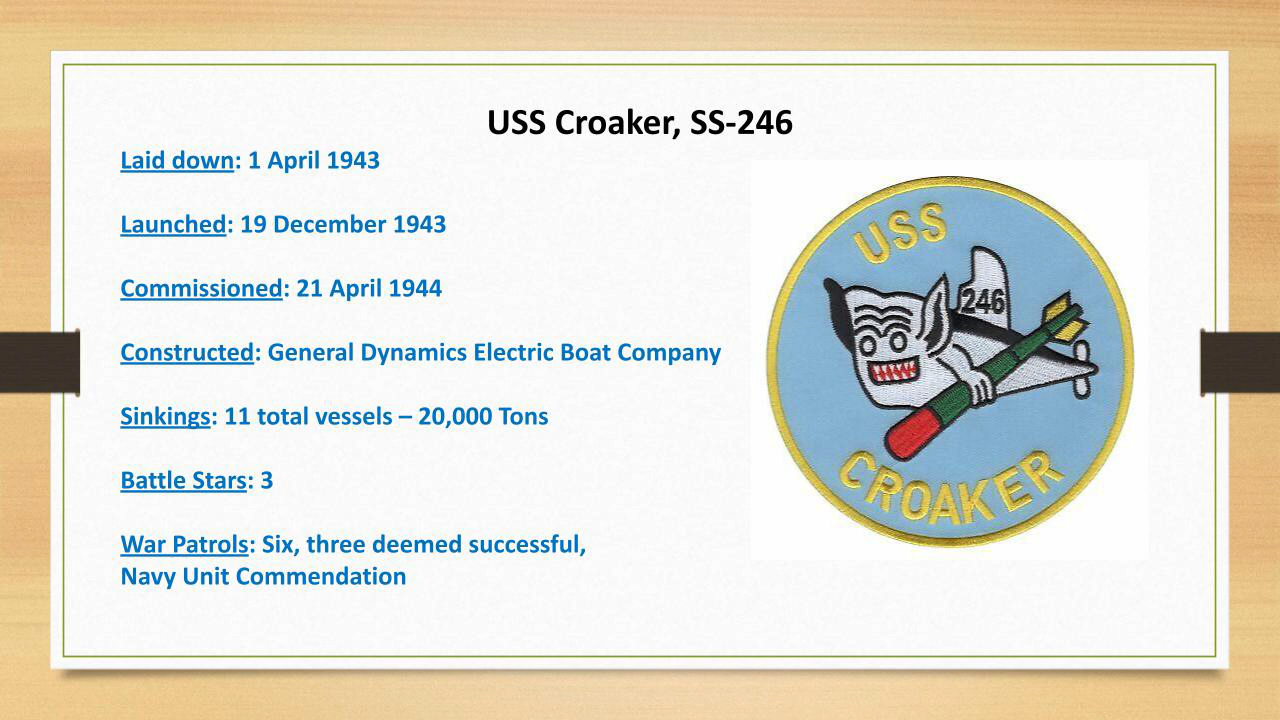 USS Croaker, SS-246
Laid down: 1 April 1943
Launched: 19 December 1943
Commissioned: 21 April 1944
Constructed: General Dynamics Electric Boat Company
Sinkings: 11 total vessels – 20,000 Tons
Battle Stars: 3
War Patrols: Six, three deemed successful,
Navy Unit Commendation
USS
246
CROAKER